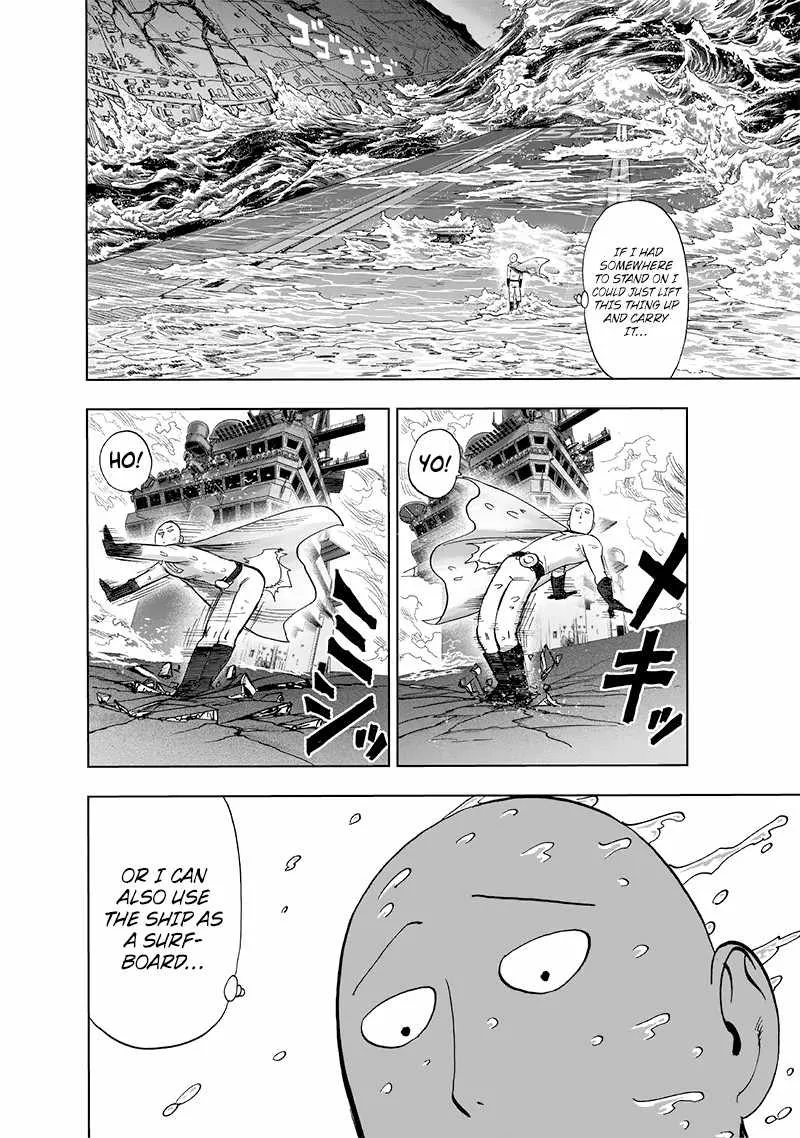 ゴゴゴゴゴ
IF I HAD
SOMEWHERE
TO STAND ON I
COULD JUST LIFT
THIS THING UP
AND CARRY
IT...
YO!
メキッ
HO!
ミシッ
OR I CAN
ALSO USE
THE SHIP AS
A SURF-
BOARD...